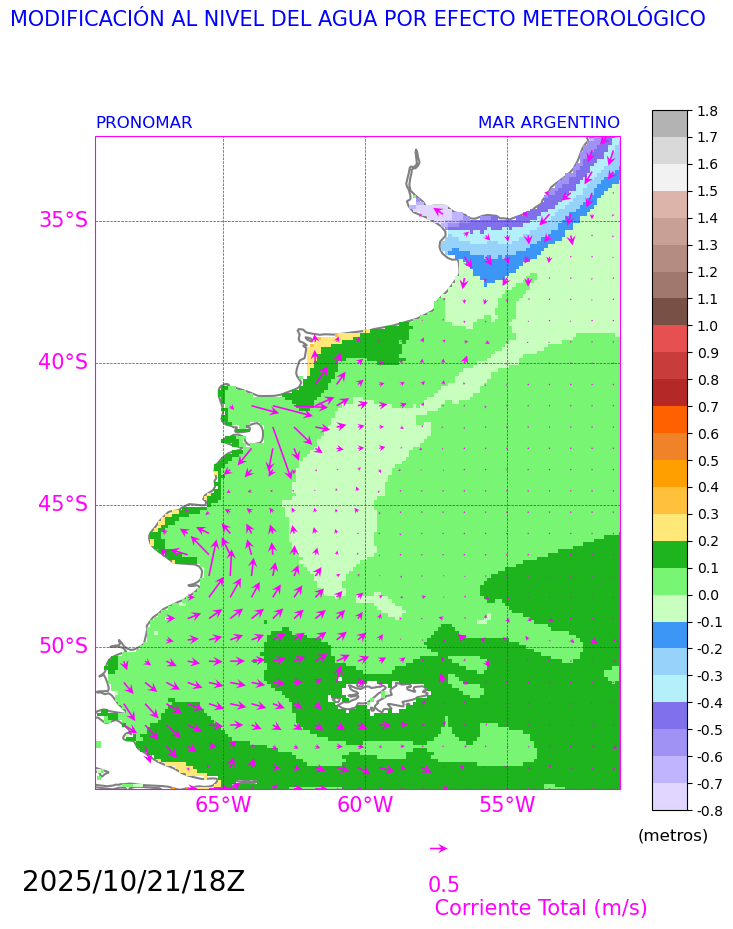 MODIFICACIÓN AL NIVEL DEL AGUA POR EFECTO METEOROLÓGICO
PRONOMAR MAR ARGENTINO
35°S
40°S
45°S
50°S
65°W 60°W 55°W
1.8
1.7
1.6
1.5
1.4
1.3
1.2
1.1
1.0
0.9
0.8
0.7
0.6
0.5
0.4
0.3
0.2
0.1
0.0
-0.1
-0.2
-0.3
-0.4
-0.5
-0.6
-0.7
-0.8
(metros)
2025/10/21/18Z
0.5
Corriente Total (m/s)